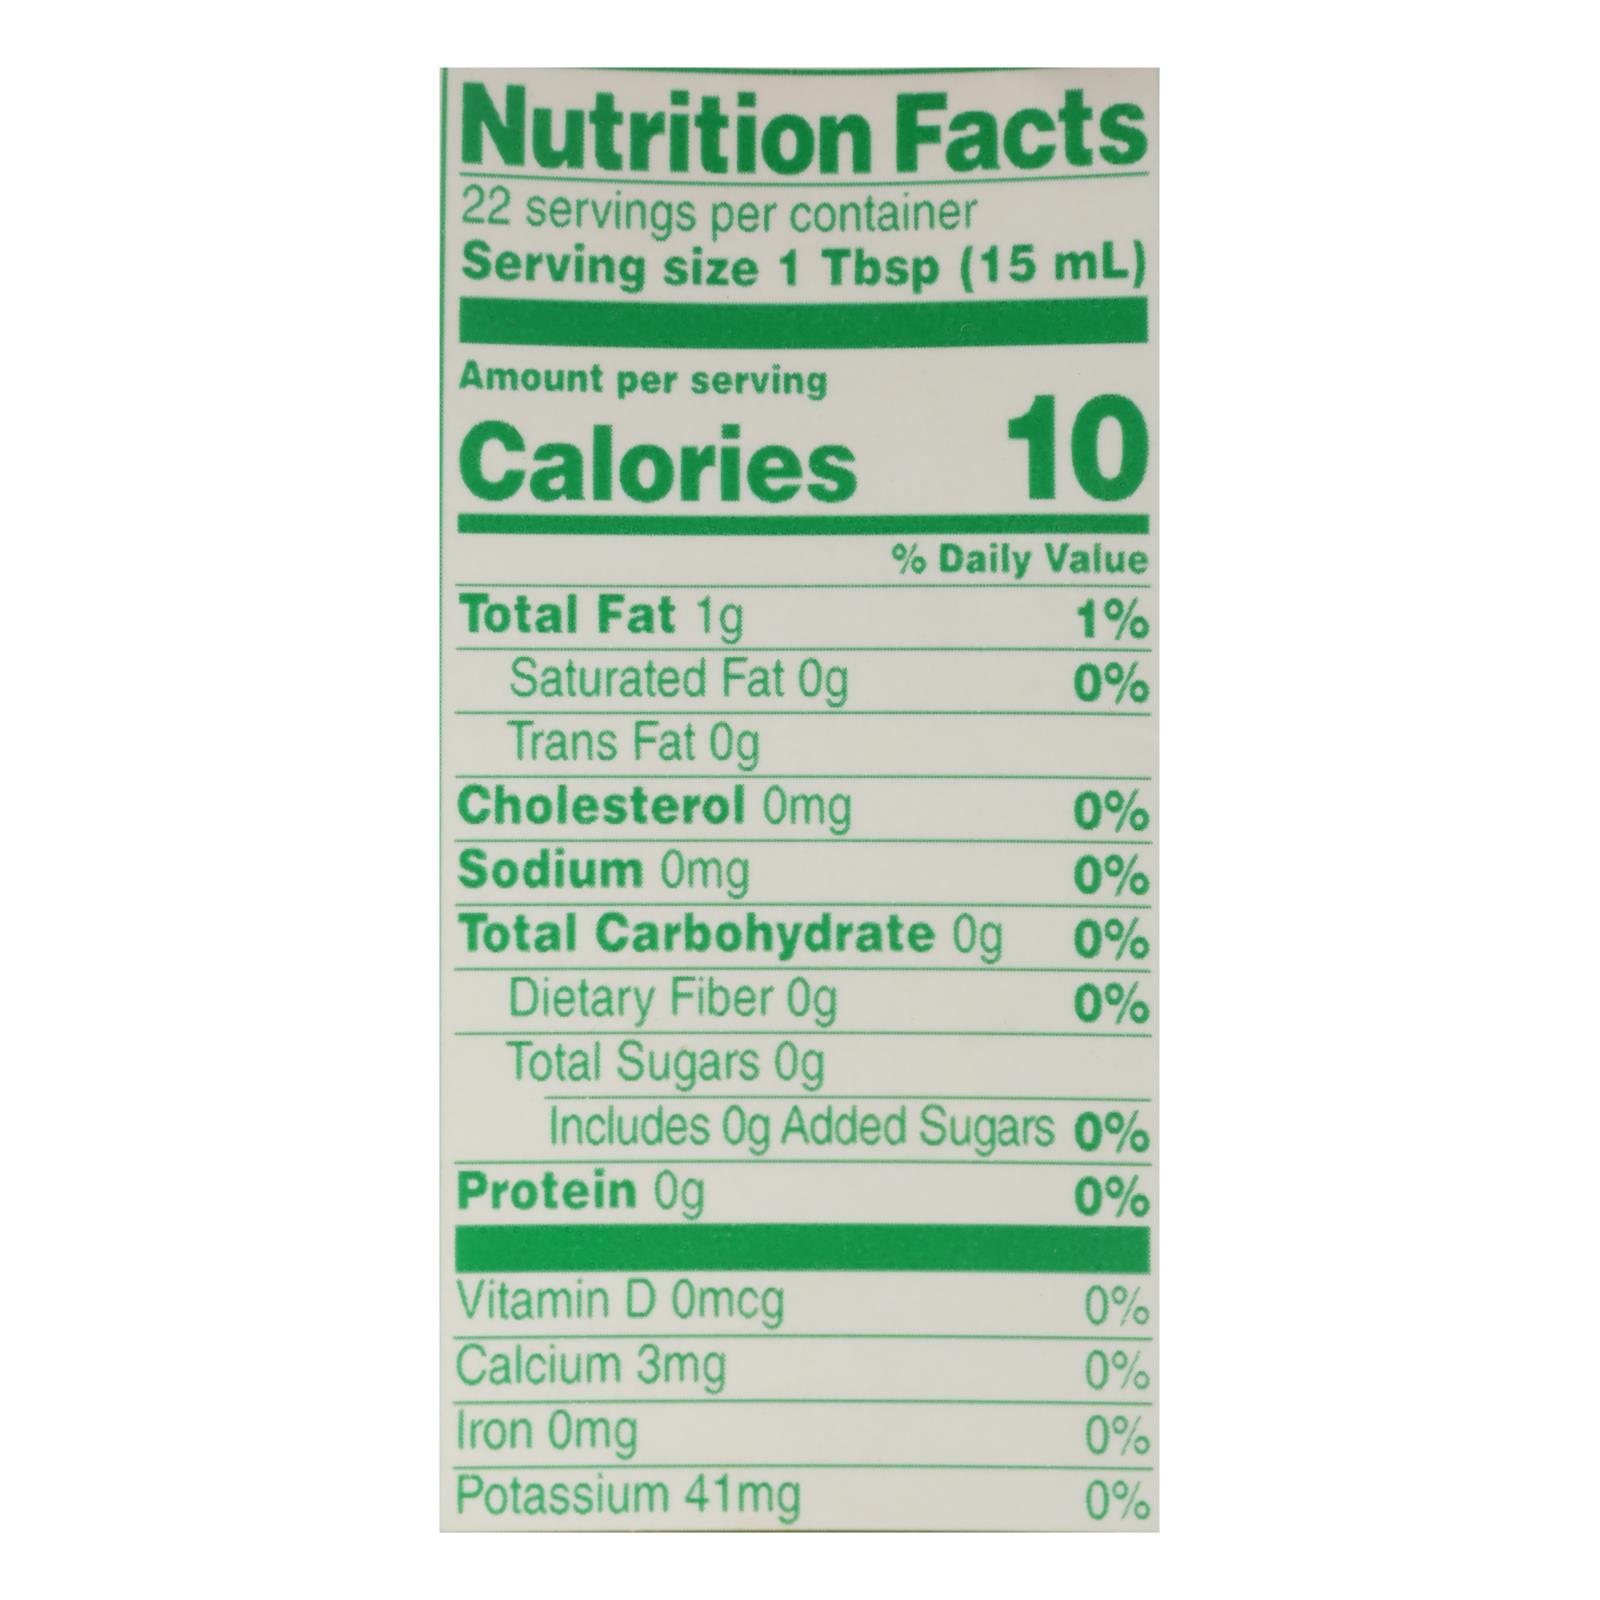 Nutrition Facts
22 servings per container
Serving size 1 Tbsp (15 mL)
Amount per serving
Calories 10
% Daily Value
Total Fat 1g 1%
Saturated Fat 0g 0%
Trans Fat 0g
Cholesterol 0mg 0%
Sodium 0mg 0%
Total Carbohydrate 0g 0%
Dietary Fiber 0g 0%
Total Sugars 0g
Includes 0g Added Sugars 0%
Protein 0g 0%
Vitamin D 0mcg 0%
Calcium 3mg 0%
Iron 0mg 0%
Potassium 41mg 0%